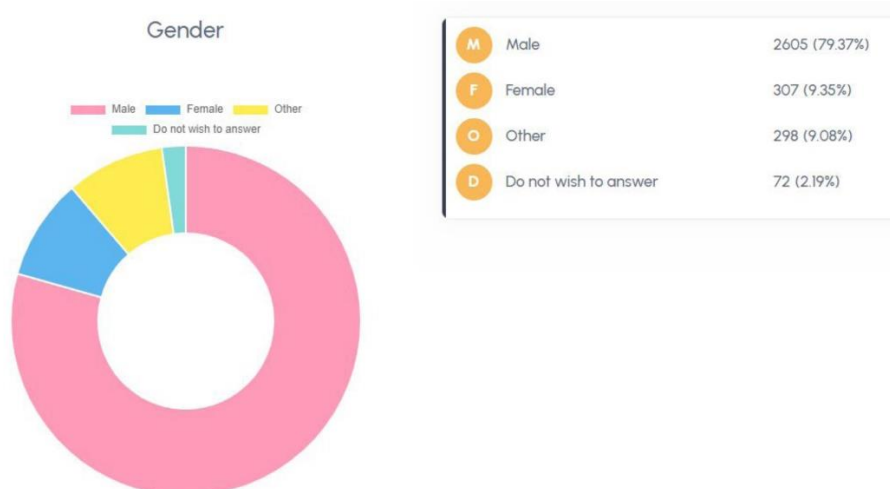 Gender
Male Female Other
Do not wish to answer
M Male 2605 (79.37%)
F Female 307 (9.35%)
O Other 298 (9.08%)
D Do not wish to answer 72 (2.19%)